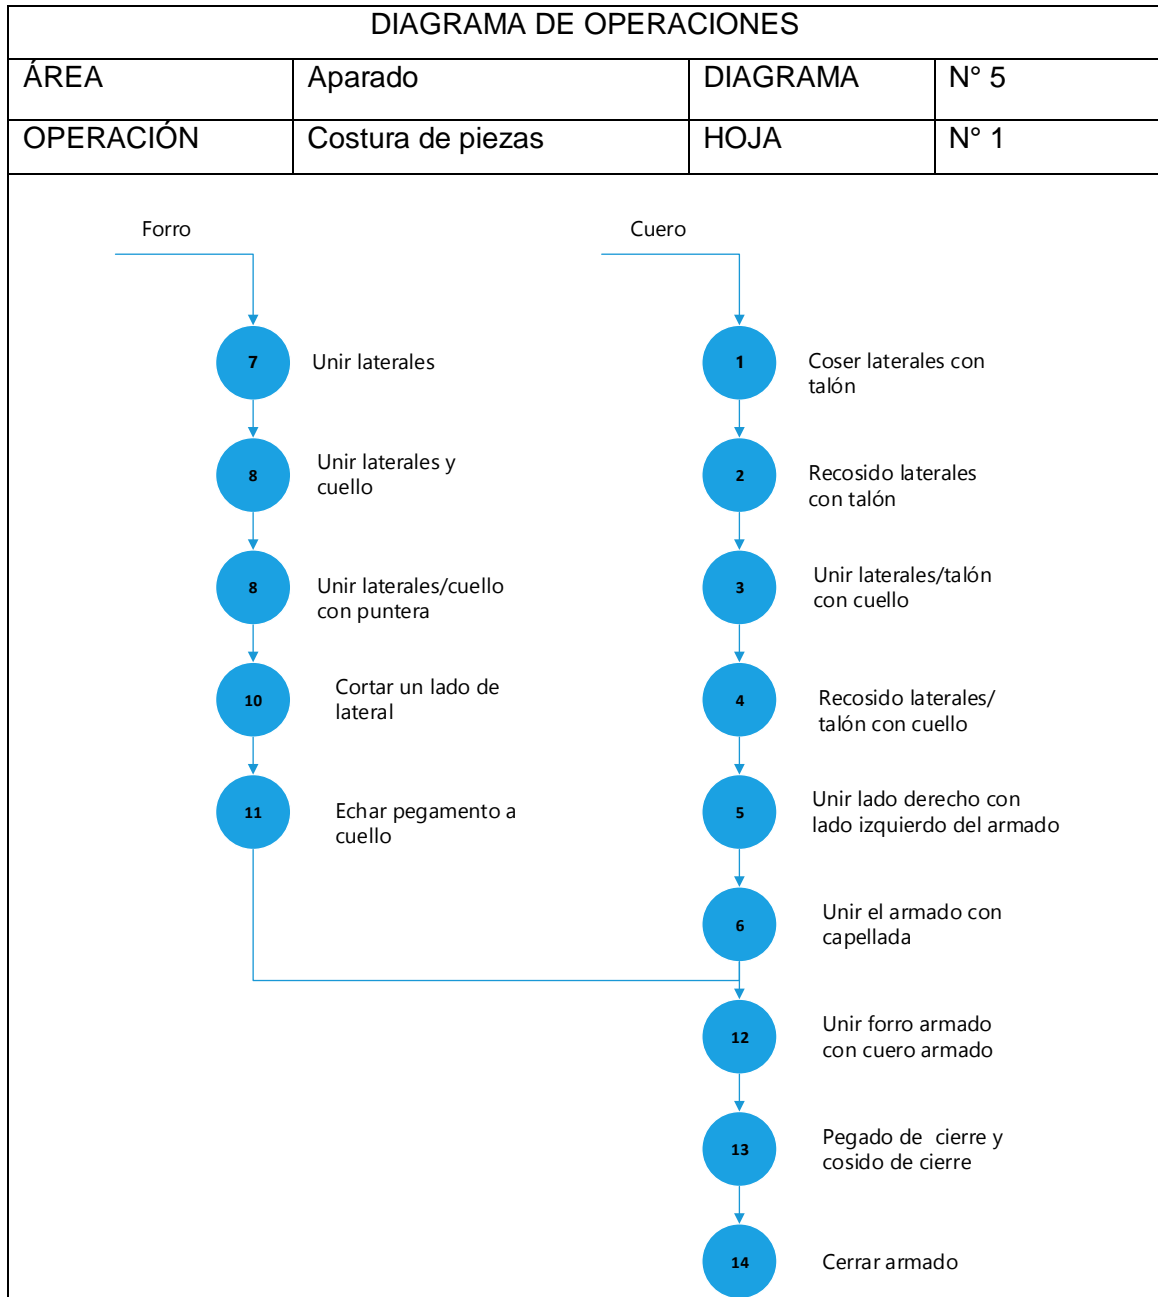 DIAGRAMA DE OPERACIONES
ÁREA Aparado DIAGRAMA N° 5
OPERACIÓN Costura de piezas HOJA N° 1
Forro
7
Unir laterales
8
Unir laterales y
cuello
8
Unir laterales/cuello
con puntera
10
Cortar un lado de
lateral
11
Echar pegamento a
cuello
Cuero
1
Coser laterales con
talón
2
Recosido laterales
con talón
3
Unir laterales/talón
con cuello
4
Recosido laterales/
talón con cuello
5
Unir lado derecho con
lado izquierdo del armado
6
Unir el armado con
capellada
12
Unir forro armado
con cuero armado
13
Pegado de cierre y
cosido de cierre
14
Cerrar armado